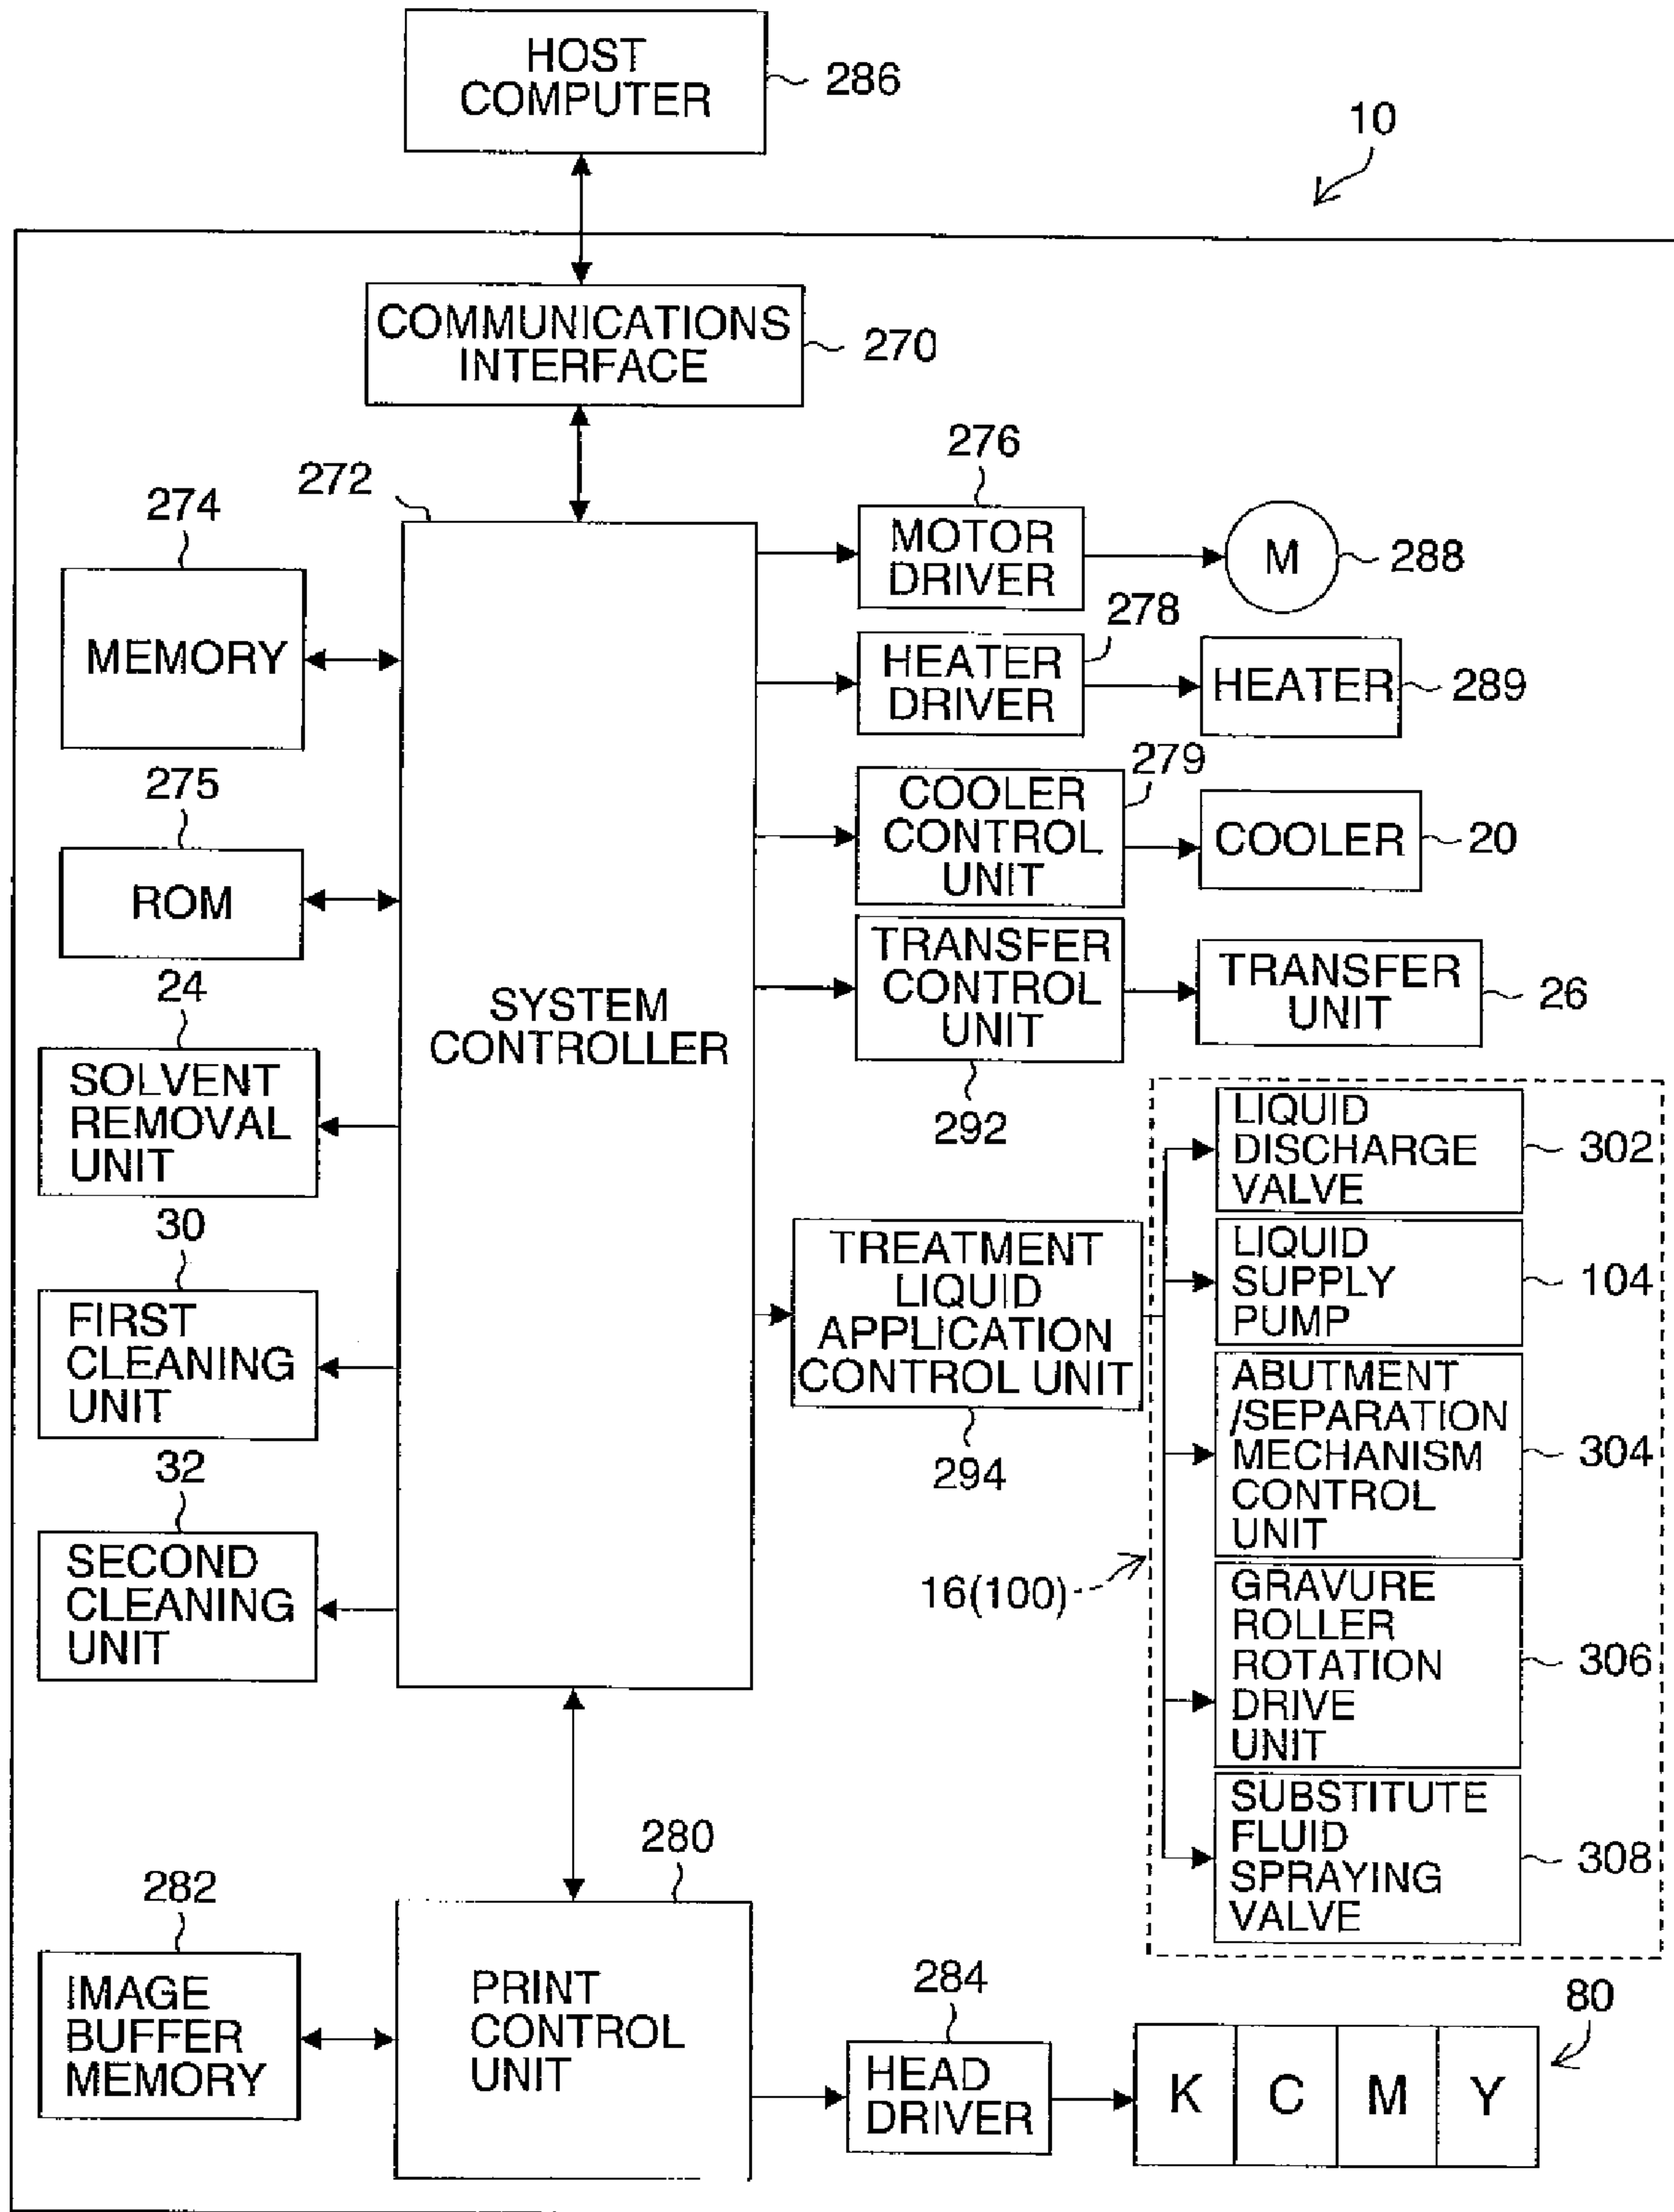 HOST
COMPUTER
286
10
COMMUNICATIONS
INTERFACE
270
272
SYSTEM
CONTROLLER
274
MEMORY
275
ROM
24
SOLVENT
REMOVAL
UNIT
30
FIRST
CLEANING
UNIT
32
SECOND
CLEANING
UNIT
276
MOTOR
DRIVER
M
288
278
HEATER
DRIVER
HEATER
289
279
COOLER
CONTROL
UNIT
COOLER
20
TRANSFER
CONTROL
UNIT
292
TRANSFER
UNIT
26
TREATMENT
LIQUID
APPLICATION
CONTROL UNIT
294
16(100)
LIQUID
DISCHARGE
VALVE
302
LIQUID
SUPPLY
PUMP
104
ABUTMENT
/SEPARATION
MECHANISM
CONTROL
UNIT
304
GRAVURE
ROLLER
ROTATION
DRIVE
UNIT
306
SUBSTITUTE
FLUID
SPRAYING
VALVE
308
280
PRINT
CONTROL
UNIT
282
IMAGE
BUFFER
MEMORY
284
HEAD
DRIVER
80
K C M Y